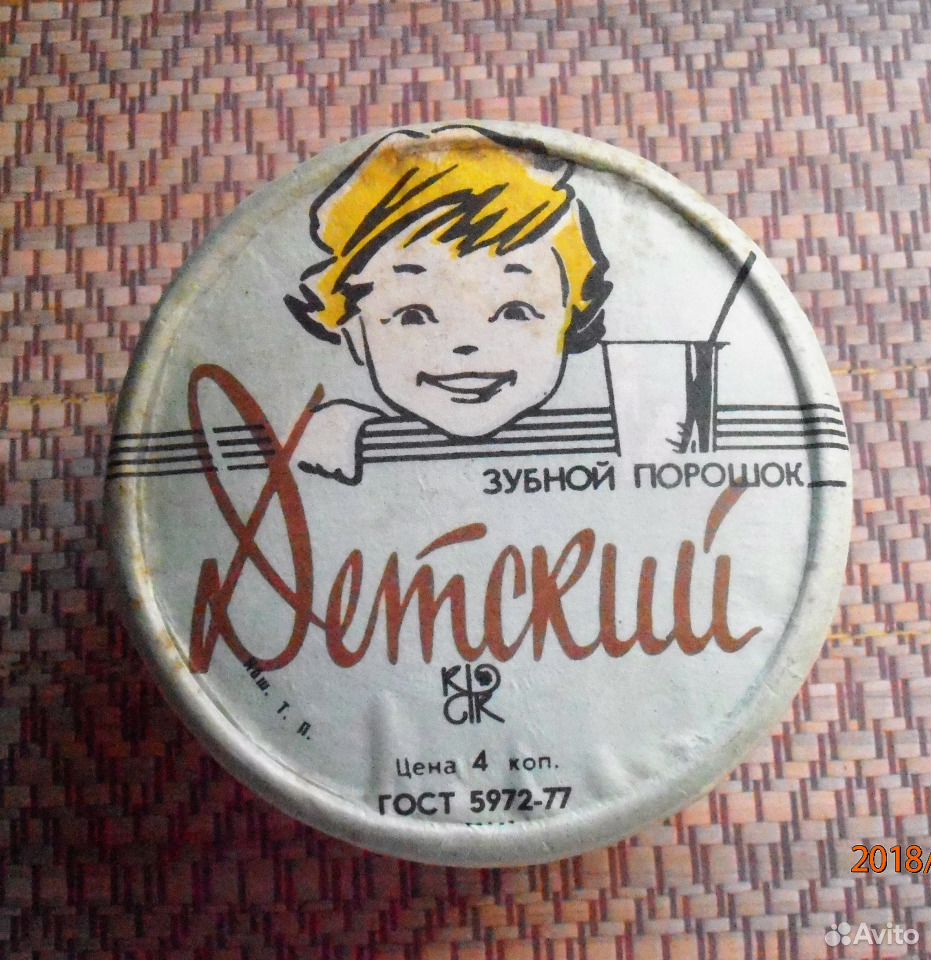 ЗУБНОЙ ПОРОШОК
Детский
Цена 4 коп.
ГОСТ 5972-77
2018/
Avito